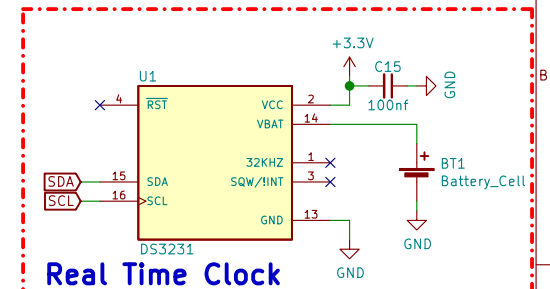 +3.3V
U1
C15
GND
100nf
B
4
RST
VCC
2
VBAT
14
32KHZ
1
SDA
15
SDA
SQW/!INT
3
BT1
SCL
16
SCL
Battery_Cell
GND
13
DS3231
GND
GND
Real Time Clock